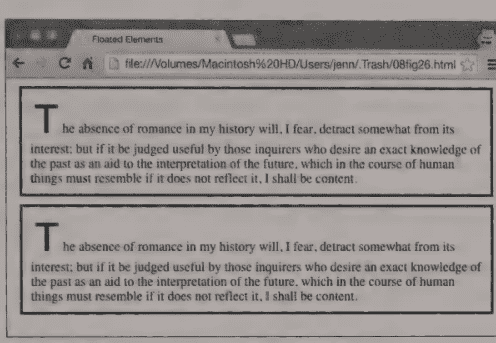 Floated Elements
file:///Volumes/Macintosh%20HD/Users/jenn/.Trash/08fig26.html
The absence of romance in my history will, I fear, detract somewhat from its
interest; but if it be judged useful by those inquirers who desire an exact knowledge of
the past as an aid to the interpretation of the future, which in the course of human
things must resemble if it does not reflect it, I shall be content.
The absence of romance in my history will, I fear, detract somewhat from its
interest; but if it be judged useful by those inquirers who desire an exact knowledge of
the past as an aid to the interpretation of the future, which in the course of human
things must resemble if it does not reflect it, I shall be content.